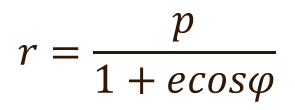 r = p / (1 + ecosφ)